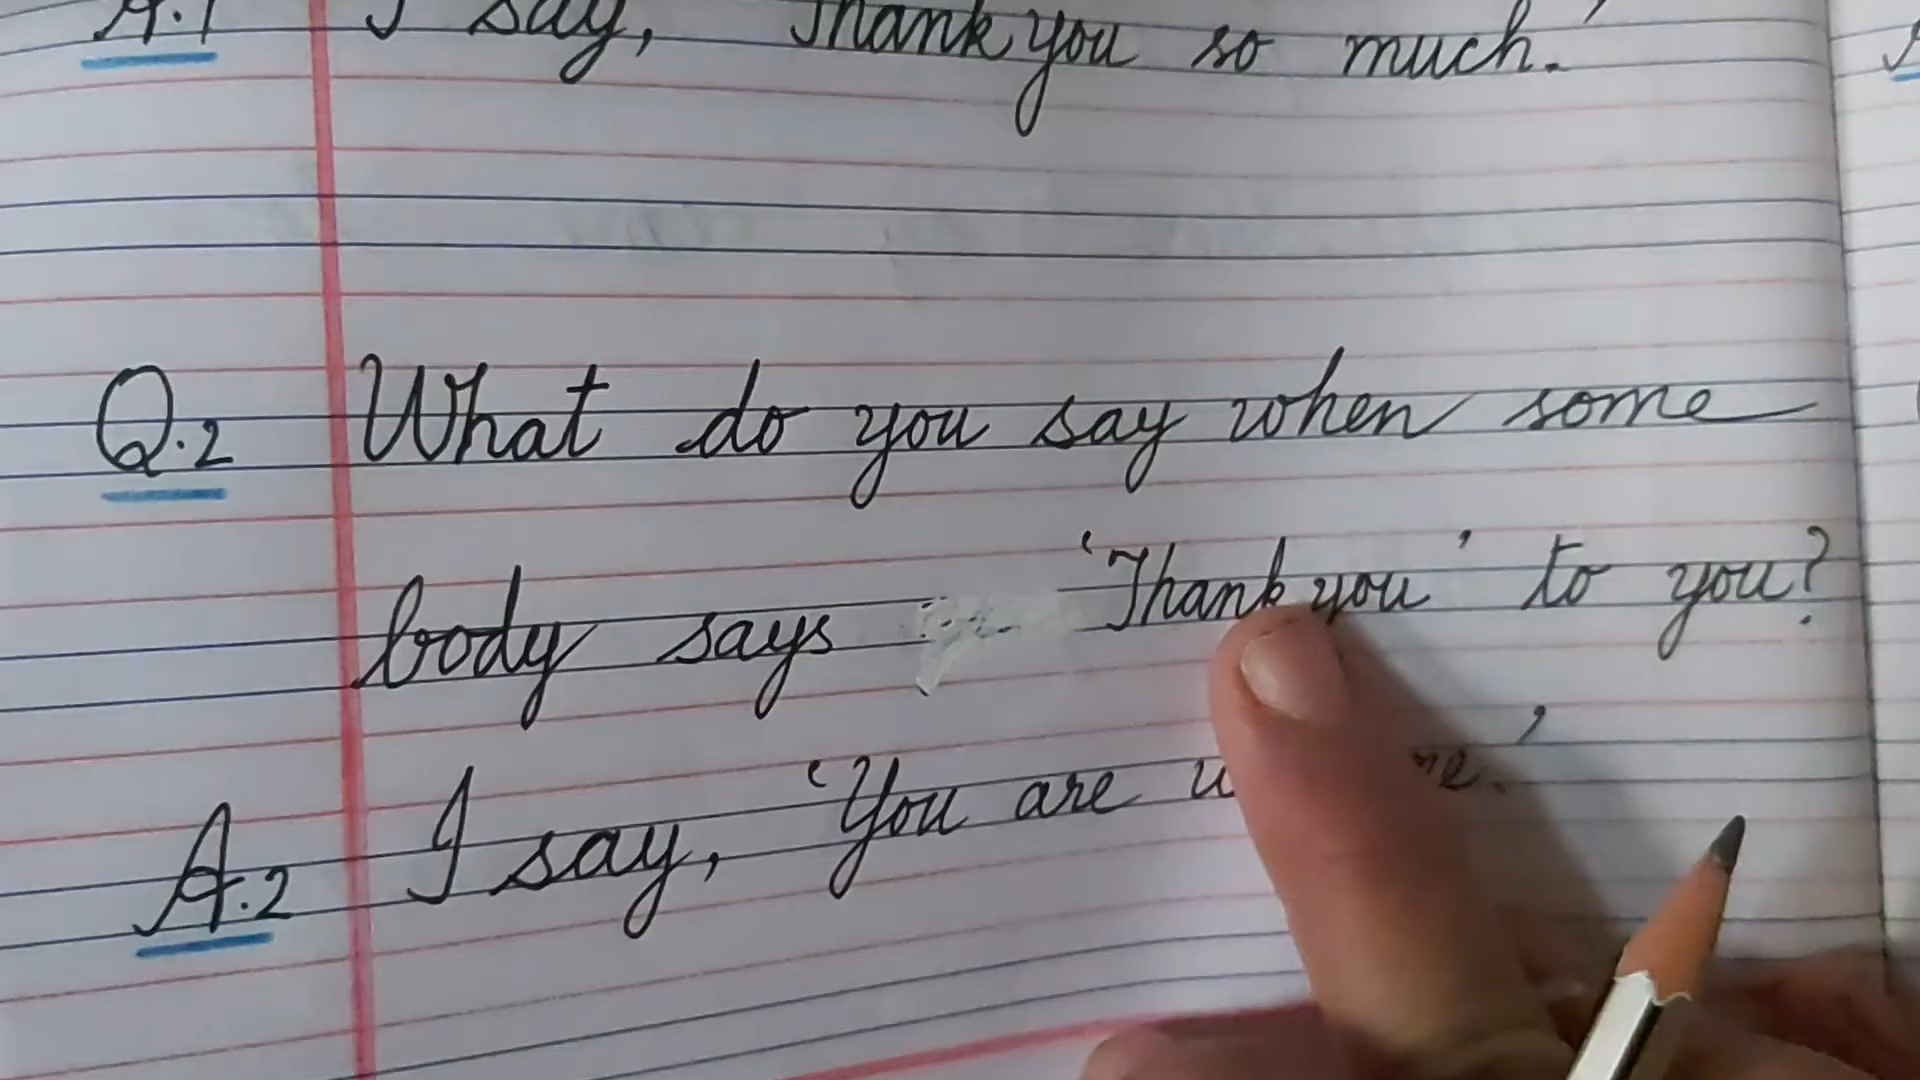 A.1 I say, Thank you so much.'
Q.2 What do you say when some
body says 'Thank you' to you?
A.2 I say, 'You are